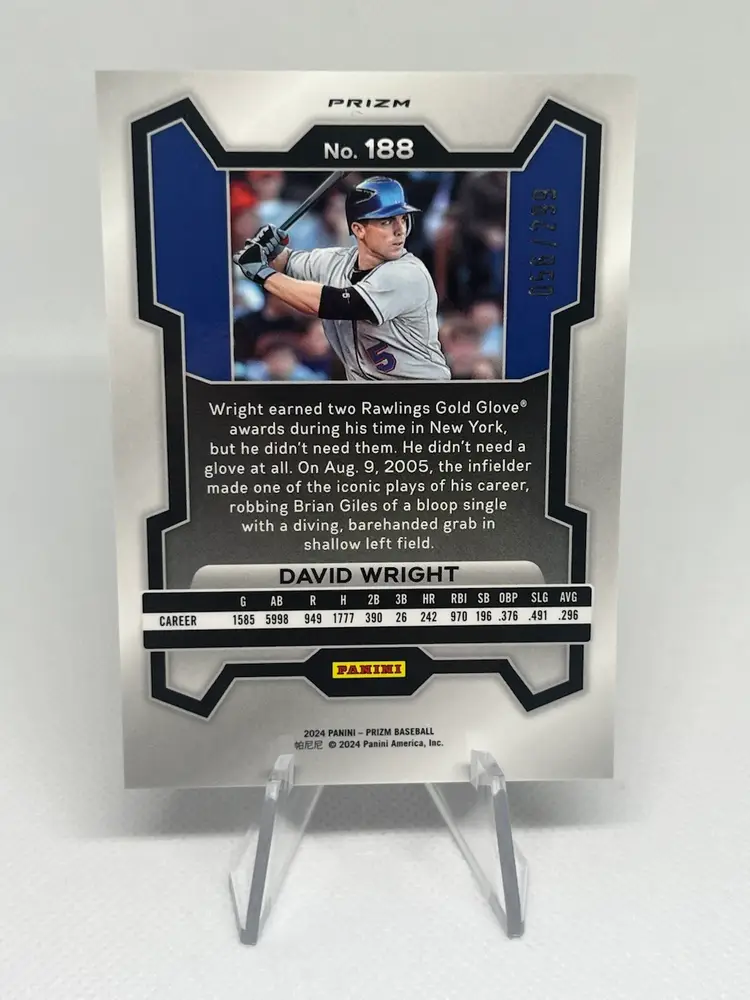 PRIZM
No. 188
050/299
5
Wright earned two Rawlings Gold Glove®
awards during his time in New York,
but he didn't need them. He didn't need a
glove at all. On Aug. 9, 2005, the infielder
made one of the iconic plays of his career,
robbing Brian Giles of a bloop single
with a diving, barehanded grab in
shallow left field.
DAVID WRIGHT
G AB R H 2B 3B HR RBI SB OBP SLG AVG
CAREER 1585 5998 949 1777 390 26 242 970 196 .376 .491 .296
PANINI
2024 PANINI – PRIZM BASEBALL
帕尼尼 © 2024 Panini America, Inc.